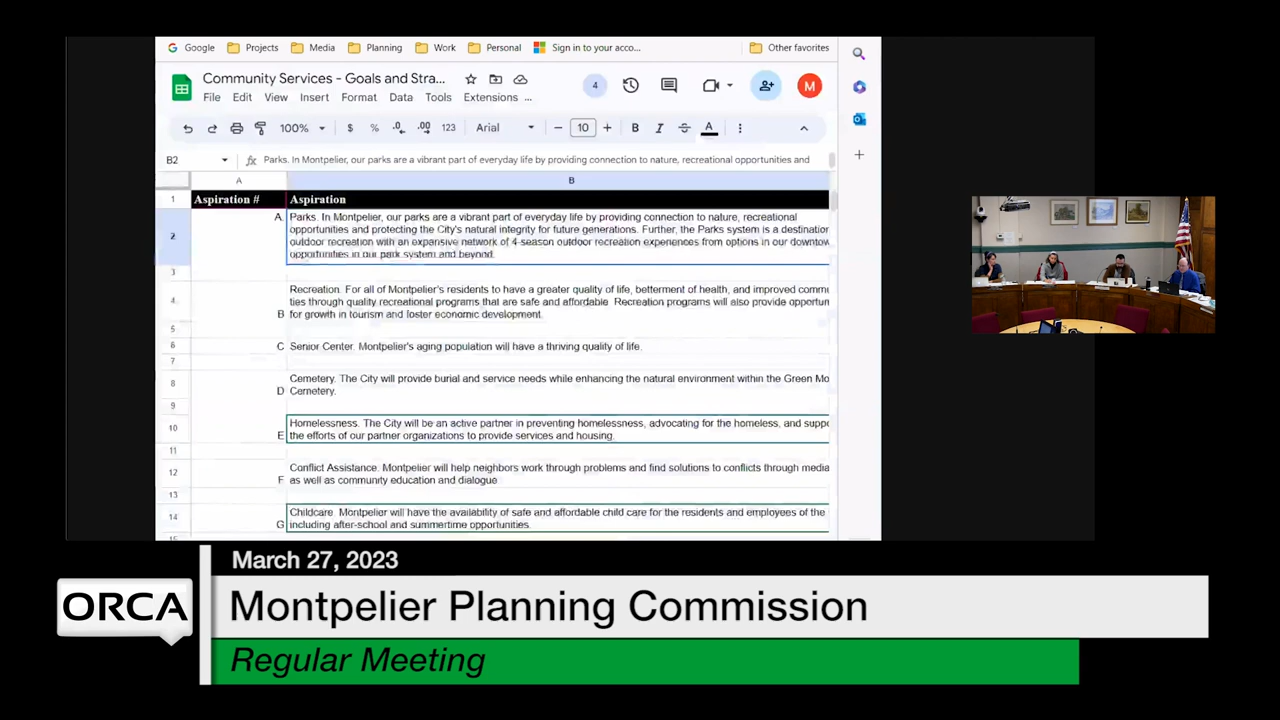 Google Projects Media Planning Work Personal Sign in to your acco... Other favorites
Community Services - Goals and Stra...
4
M
File Edit View Insert Format Data Tools Extensions ...
100% $ % .0 .00 123 Arial 10 B I S A
B2 fx Parks. In Montpelier, our parks are a vibrant part of everyday life by providing connection to nature, recreational opportunities and
A B
1 Aspiration # Aspiration
2 A. Parks. In Montpelier, our parks are a vibrant part of everyday life by providing connection to nature, recreational
opportunities and protecting the City's natural integrity for future generations. Further, the Parks system is a destination
outdoor recreation with an expansive network of 4-season outdoor recreation experiences from options in our downtow
opportunities in our park system and beyond.
3
4 Recreation. For all of Montpelier's residents to have a greater quality of life, betterment of health, and improved commu
ties through quality recreational programs that are safe and affordable. Recreation programs will also provide opportun
B for growth in tourism and foster economic development.
5
6 C Senior Center. Montpelier's aging population will have a thriving quality of life.
7
8 Cemetery. The City will provide burial and service needs while enhancing the natural environment within the Green Mo
D Cemetery.
9
10 Homelessness. The City will be an active partner in preventing homelessness, advocating for the homeless, and suppo
E the efforts of our partner organizations to provide services and housing.
11
12 Conflict Assistance. Montpelier will help neighbors work through problems and find solutions to conflicts through media
F as well as community education and dialogue
13
14 Childcare. Montpelier will have the availability of safe and affordable child care for the residents and employees of the
G including after-school and summertime opportunities.
March 27, 2023
ORCA
Montpelier Planning Commission
Regular Meeting